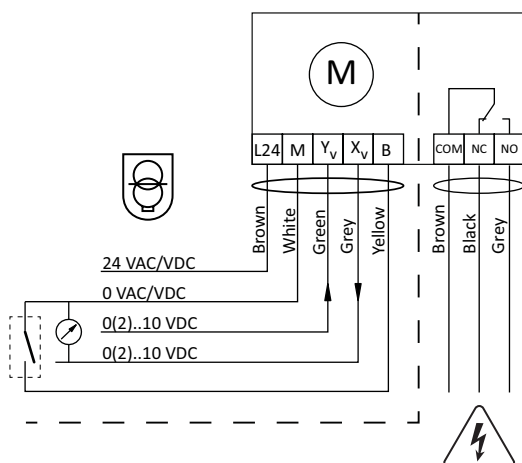 M
L24 M Yv Xv B COM NC NO
Brown White Green Grey Yellow Brown Black Grey
24 VAC/VDC
0 VAC/VDC
0(2)..10 VDC
0(2)..10 VDC